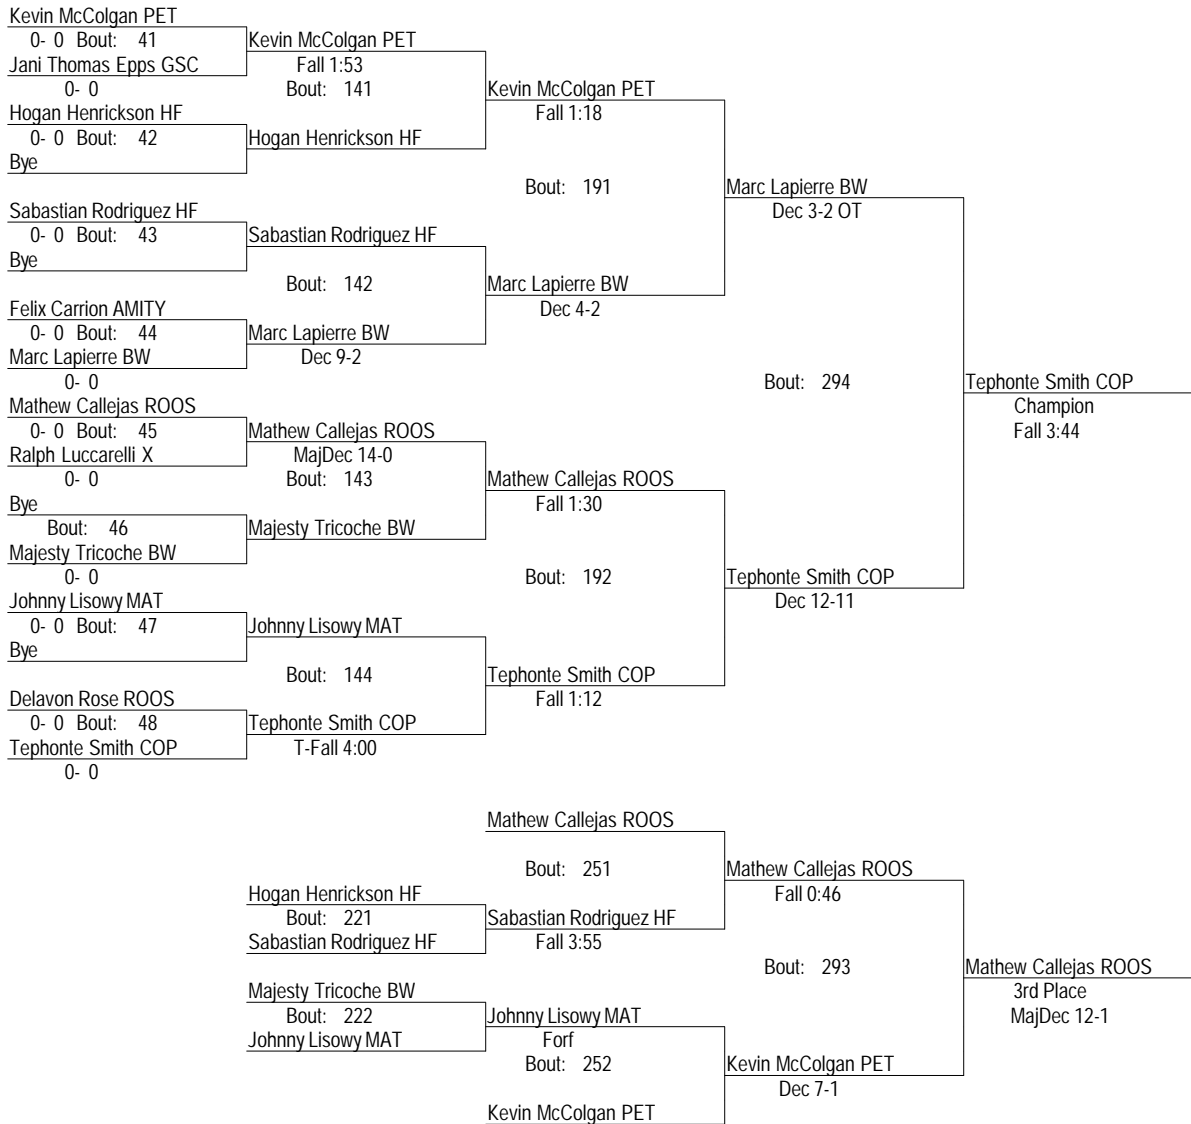 Kevin McColgan PET
0- 0 Bout: 41
Kevin McColgan PET
Jani Thomas Epps GSC
Fall 1:53
0- 0
Bout: 141
Kevin McColgan PET
Hogan Henrickson HF
Fall 1:18
0- 0 Bout: 42
Hogan Henrickson HF
Bye
Bout: 191
Marc Lapierre BW
Sabastian Rodriguez HF
Dec 3-2 OT
0- 0 Bout: 43
Sabastian Rodriguez HF
Bye
Bout: 142
Marc Lapierre BW
Felix Carrion AMITY
Dec 4-2
0- 0 Bout: 44
Marc Lapierre BW
Marc Lapierre BW
Dec 9-2
0- 0
Bout: 294
Tephonte Smith COP
Mathew Callejas ROOS
Champion
0- 0 Bout: 45
Mathew Callejas ROOS
Fall 3:44
Ralph Luccarelli X
MajDec 14-0
0- 0
Bout: 143
Mathew Callejas ROOS
Bye
Fall 1:30
Bout: 46
Majesty Tricoche BW
Majesty Tricoche BW
0- 0
Bout: 192
Tephonte Smith COP
Johnny Lisowy MAT
Dec 12-11
0- 0 Bout: 47
Johnny Lisowy MAT
Bye
Bout: 144
Tephonte Smith COP
Delavon Rose ROOS
Fall 1:12
0- 0 Bout: 48
Tephonte Smith COP
Tephonte Smith COP
T-Fall 4:00
0- 0
Mathew Callejas ROOS
Bout: 251
Mathew Callejas ROOS
Hogan Henrickson HF
Fall 0:46
Bout: 221
Sabastian Rodriguez HF
Sabastian Rodriguez HF
Fall 3:55
Bout: 293
Mathew Callejas ROOS
Majesty Tricoche BW
3rd Place
Bout: 222
Johnny Lisowy MAT
MajDec 12-1
Johnny Lisowy MAT
Forf
Bout: 252
Kevin McColgan PET
Dec 7-1
Kevin McColgan PET